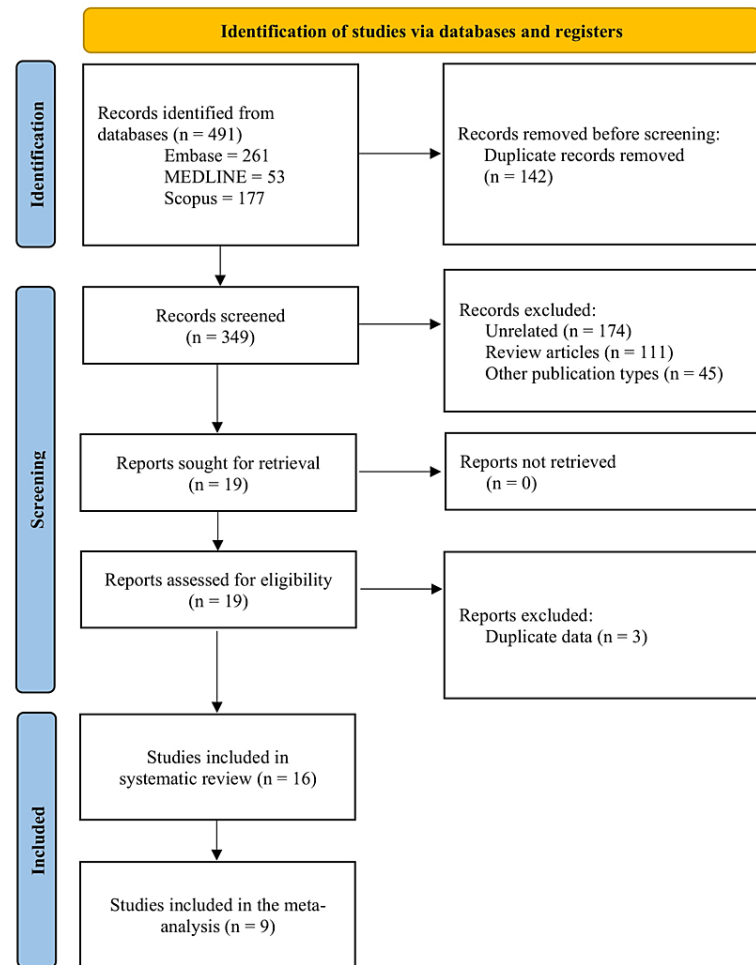 Identification of studies via databases and registers
Identification
Records identified from
databases (n = 491)
Embase = 261
MEDLINE = 53
Scopus = 177
Records removed before screening:
Duplicate records removed
(n = 142)
Screening
Records screened
(n = 349)
Records excluded:
Unrelated (n = 174)
Review articles (n = 111)
Other publication types (n = 45)
Reports sought for retrieval
(n = 19)
Reports not retrieved
(n = 0)
Reports assessed for eligibility
(n = 19)
Reports excluded:
Duplicate data (n = 3)
Included
Studies included in
systematic review (n = 16)
Studies included in the meta-
analysis (n = 9)